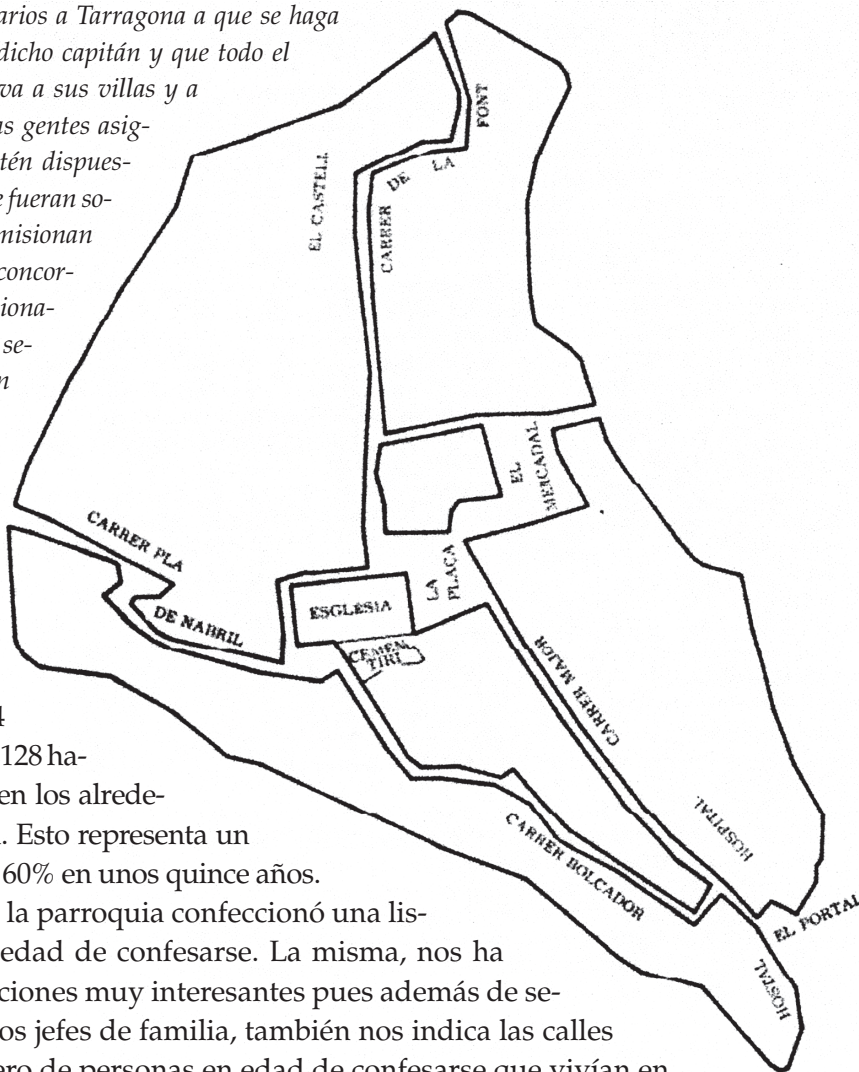 arios a Tarragona a que se haga
dicho capitán y que todo el
va a sus villas y a
as gentes asig-
tén dispues-
e fueran so-
misionan
concor-
iona-
se-
n
4
128 ha-
en los alrede-
. Esto representa un
60% en unos quince años.
la parroquia confeccionó una lis-
edad de confesarse. La misma, nos ha
ciones muy interesantes pues además de se-
os jefes de familia, también nos indica las calles
ero de personas en edad de confesarse que vivían en
EL CASTELL
CARRER DE LA FONT
EL
MERCADAL
LA
PLACA
CARRER PLA
DE NABRIL
ESGLESIA
CEMEN
TIRI
CARRER MAJOR
CARRER BOLCADOR
HOSPITAL
EL PORTAL
HOSTAL